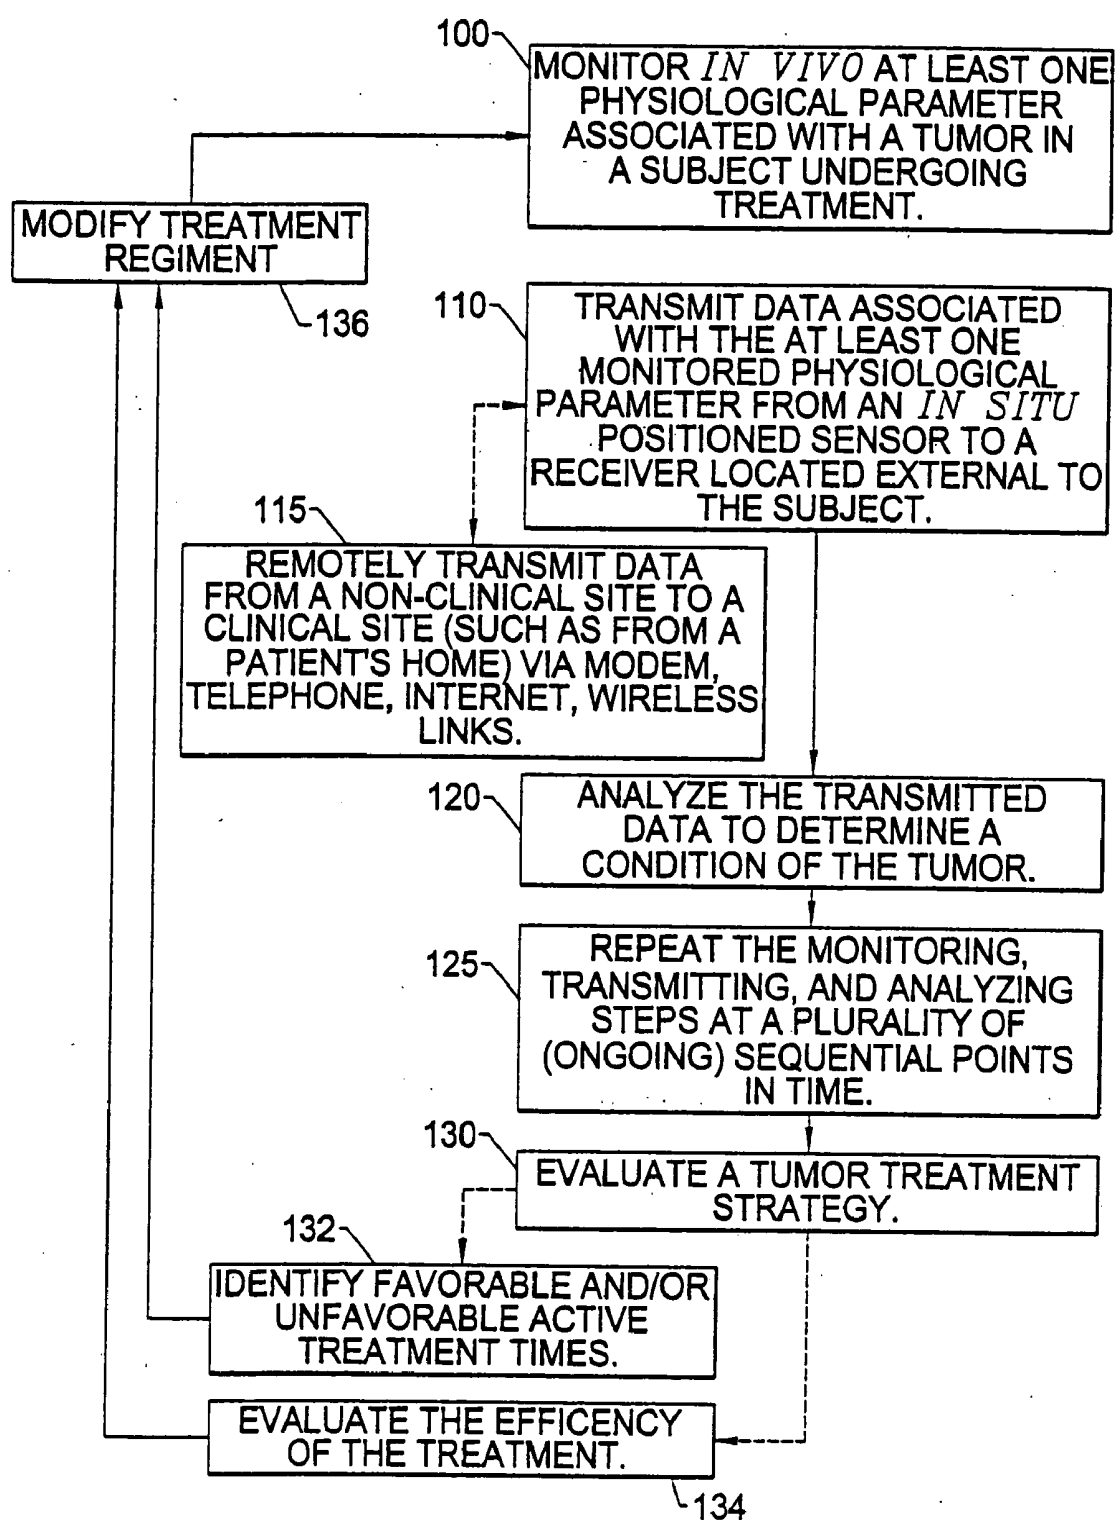 100
MONITOR IN VIVO AT LEAST ONE
PHYSIOLOGICAL PARAMETER
ASSOCIATED WITH A TUMOR IN
A SUBJECT UNDERGOING
TREATMENT.
MODIFY TREATMENT
REGIMENT
136
110
TRANSMIT DATA ASSOCIATED
WITH THE AT LEAST ONE
MONITORED PHYSIOLOGICAL
PARAMETER FROM AN IN SITU
POSITIONED SENSOR TO A
RECEIVER LOCATED EXTERNAL TO
THE SUBJECT.
115
REMOTELY TRANSMIT DATA
FROM A NON-CLINICAL SITE TO A
CLINICAL SITE (SUCH AS FROM A
PATIENT'S HOME) VIA MODEM,
TELEPHONE, INTERNET, WIRELESS
LINKS.
120
ANALYZE THE TRANSMITTED
DATA TO DETERMINE A
CONDITION OF THE TUMOR.
125
REPEAT THE MONITORING,
TRANSMITTING, AND ANALYZING
STEPS AT A PLURALITY OF
(ONGOING) SEQUENTIAL POINTS
IN TIME.
130
EVALUATE A TUMOR TREATMENT
STRATEGY.
132
IDENTIFY FAVORABLE AND/OR
UNFAVORABLE ACTIVE
TREATMENT TIMES.
EVALUATE THE EFFICENCY
OF THE TREATMENT.
134